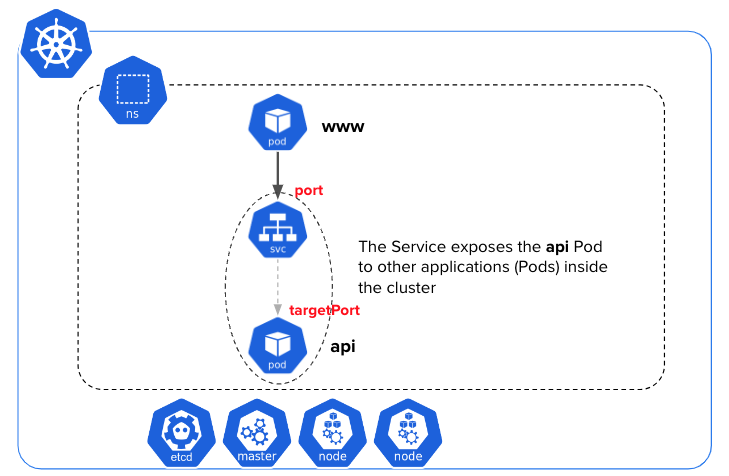 ns
pod
www
port
svc
The Service exposes the api Pod
to other applications (Pods) inside
the cluster
targetPort
pod
api
etcd
master
node
node